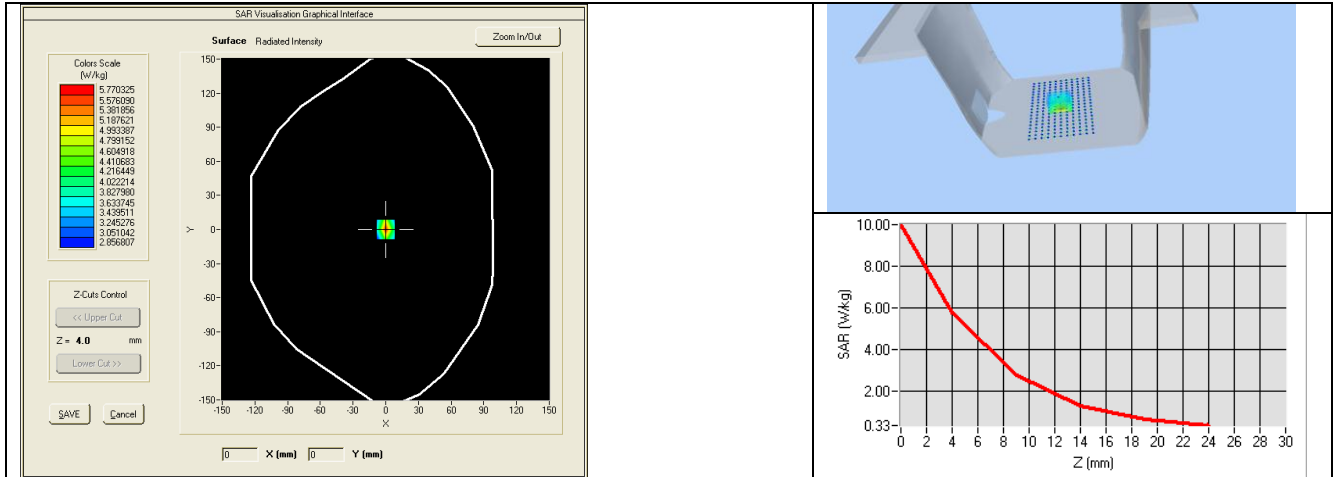 SAR Visualisation Graphical Interface
Surface Radiated Intensity
Zoom In/Out
Colors Scale
(W/kg)
5.770325
5.576090
5.381856
5.187621
4.993387
4.799152
4.604918
4.410683
4.216449
4.022214
3.827980
3.633745
3.439511
3.245276
3.051042
2.856807
Z-Cuts Control
<< Upper Cut
Z = 4.0 mm
Lower Cut >>
SAVE Cancel
150
120
90
60
30
0
-30
-60
-90
-120
-150
Y
-150 -120 -90 -60 -30 0 30 60 90 120 150
X
0 X (mm) 0 Y (mm)
10.00
8.00
6.00
4.00
2.00
0.33
SAR (W/kg)
0 2 4 6 8 10 12 14 16 18 20 22 24 26 28 30
Z (mm)